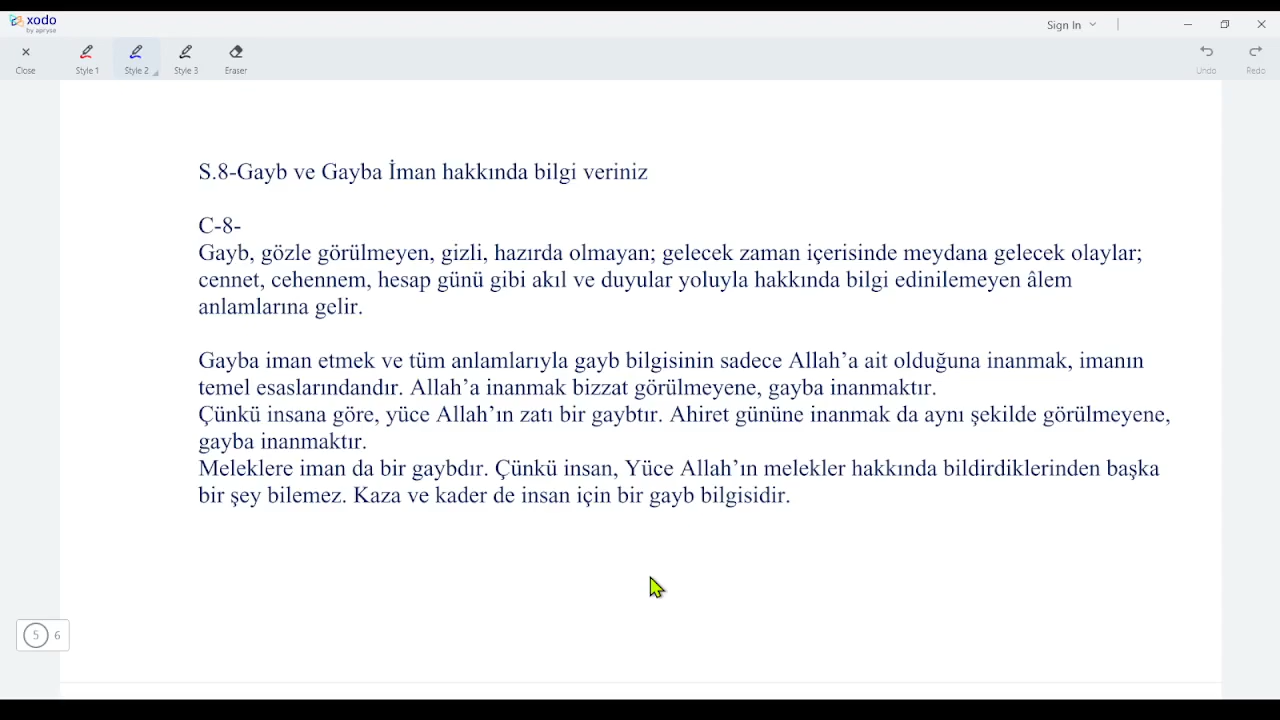 xodo
by apryse
Sign In
Close
Style 1
Style 2
Style 3
Eraser
Undo
Redo
S.8-Gayb ve Gayba İman hakkında bilgi veriniz
C-8-
Gayb, gözle görülmeyen, gizli, hazırda olmayan; gelecek zaman içerisinde meydana gelecek olaylar;
cennet, cehennem, hesap günü gibi akıl ve duyular yoluyla hakkında bilgi edinilemeyen âlem
anlamlarına gelir.
Gayba iman etmek ve tüm anlamlarıyla gayb bilgisinin sadece Allah’a ait olduğuna inanmak, imanın
temel esaslarındandır. Allah’a inanmak bizzat görülmeyene, gayba inanmaktır.
Çünkü insana göre, yüce Allah’ın zatı bir gaybtır. Ahiret gününe inanmak da aynı şekilde görülmeyene,
gayba inanmaktır.
Meleklere iman da bir gaybdır. Çünkü insan, Yüce Allah’ın melekler hakkında bildirdiklerinden başka
bir şey bilemez. Kaza ve kader de insan için bir gayb bilgisidir.
5 6